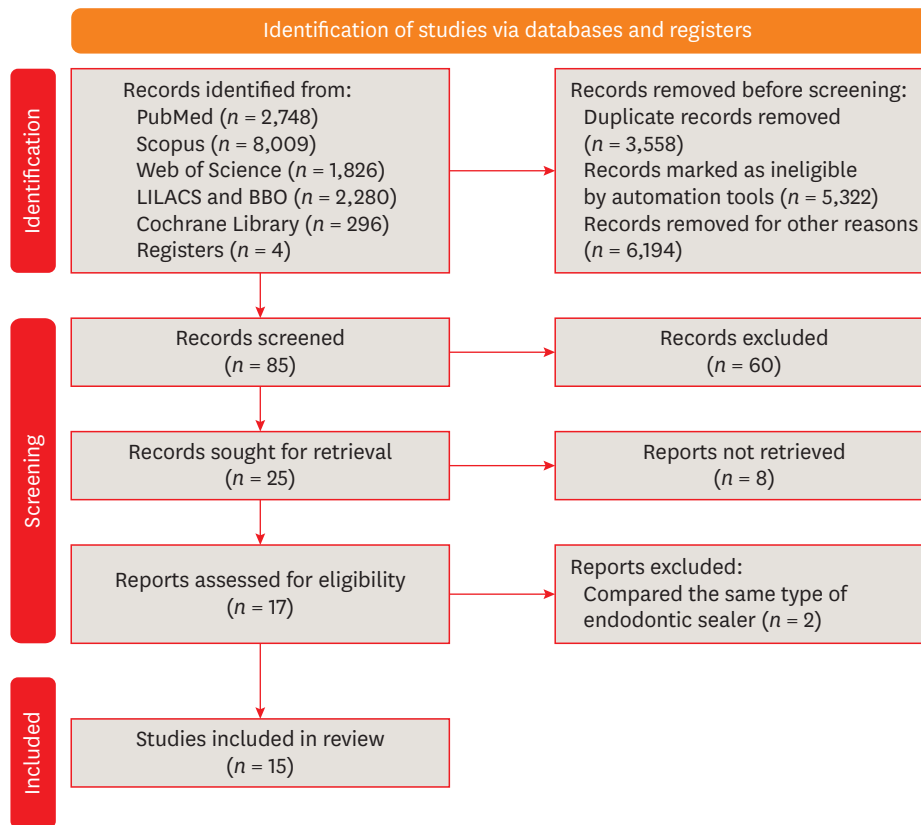 Identification of studies via databases and registers
Identification
Records identified from:
PubMed (n = 2,748)
Scopus (n = 8,009)
Web of Science (n = 1,826)
LILACS and BBO (n = 2,280)
Cochrane Library (n = 296)
Registers (n = 4)
Records removed before screening:
Duplicate records removed
(n = 3,558)
Records marked as ineligible
by automation tools (n = 5,322)
Records removed for other reasons
(n = 6,194)
Screening
Records screened
(n = 85)
Records excluded
(n = 60)
Records sought for retrieval
(n = 25)
Reports not retrieved
(n = 8)
Reports assessed for eligibility
(n = 17)
Reports excluded:
Compared the same type of
endodontic sealer (n = 2)
Included
Studies included in review
(n = 15)